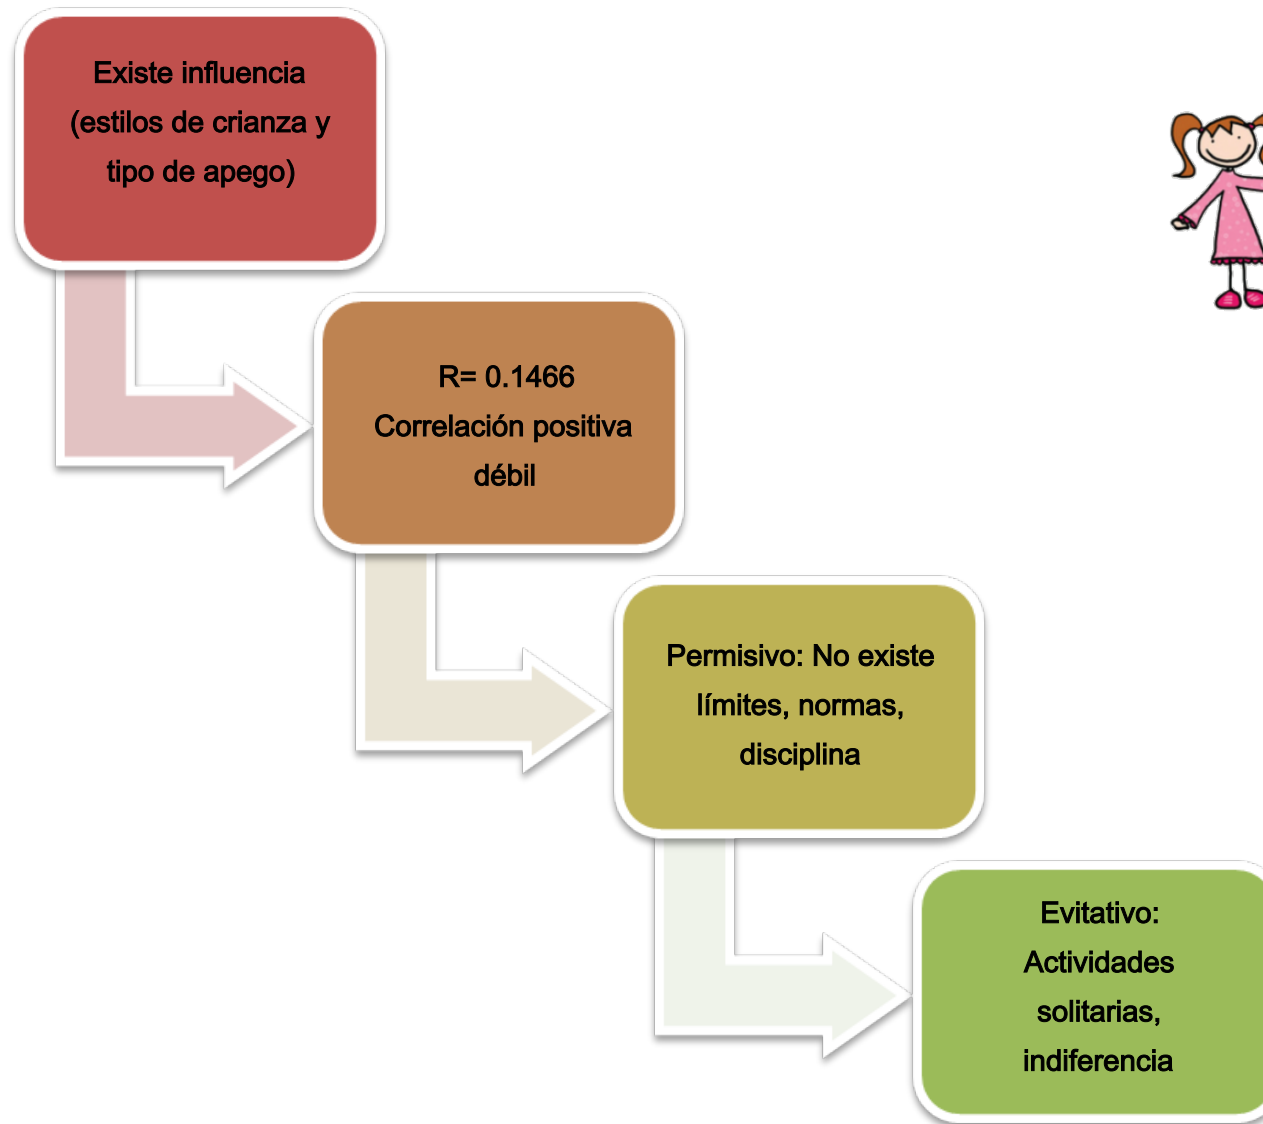 Existe influencia
(estilos de crianza y
tipo de apego)
R= 0.1466
Correlación positiva
débil
Permisivo: No existe
límites, normas,
disciplina
Evitativo:
Actividades
solitarias,
indiferencia